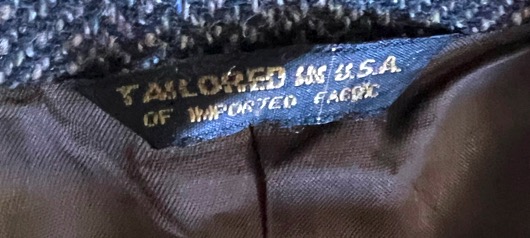 TAILORED IN U.S.A.
OF IMPORTED FABRIC